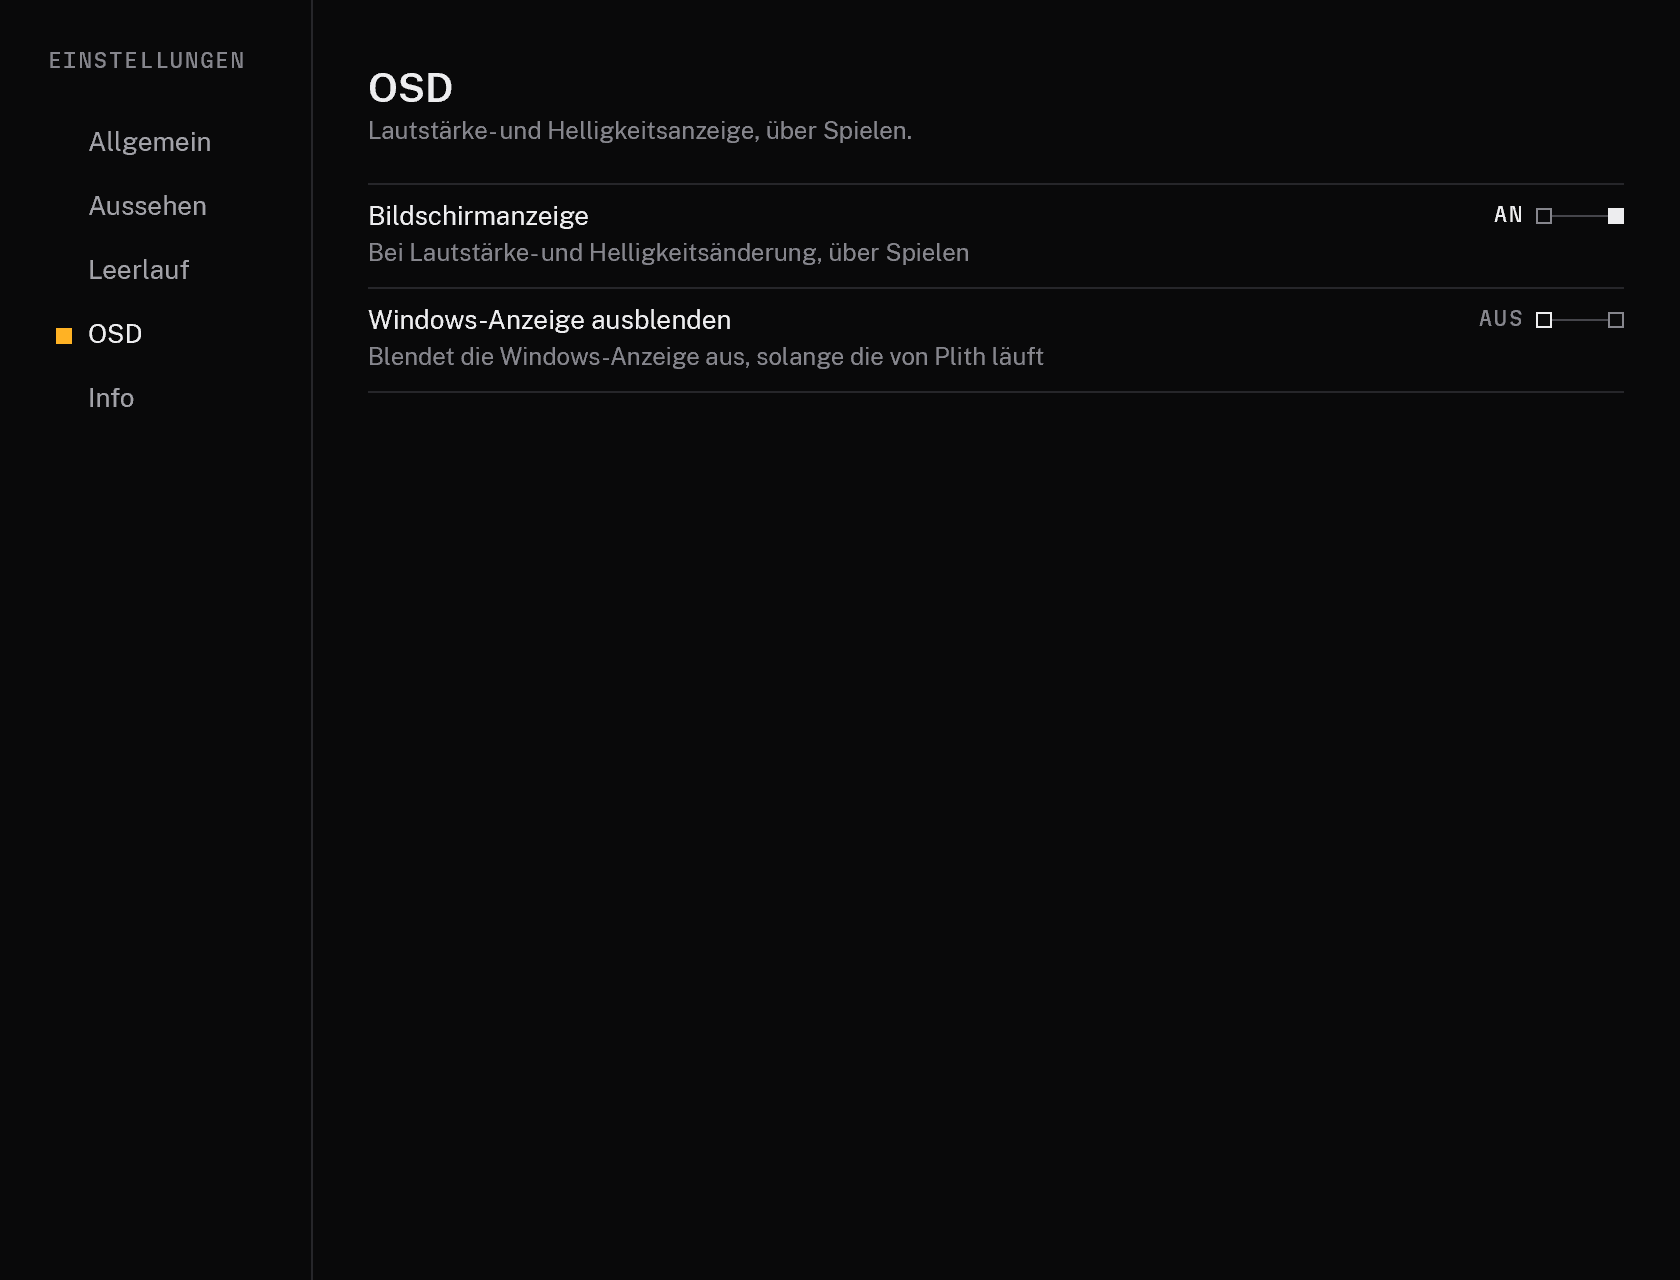 EINSTELLUNGEN
Allgemein
Aussehen
Leerlauf
OSD
Info
OSD
Lautstärke- und Helligkeitsanzeige, über Spielen.
Bildschirmanzeige
AN
Bei Lautstärke- und Helligkeitsänderung, über Spielen
Windows-Anzeige ausblenden
AUS
Blendet die Windows-Anzeige aus, solange die von Plith läuft